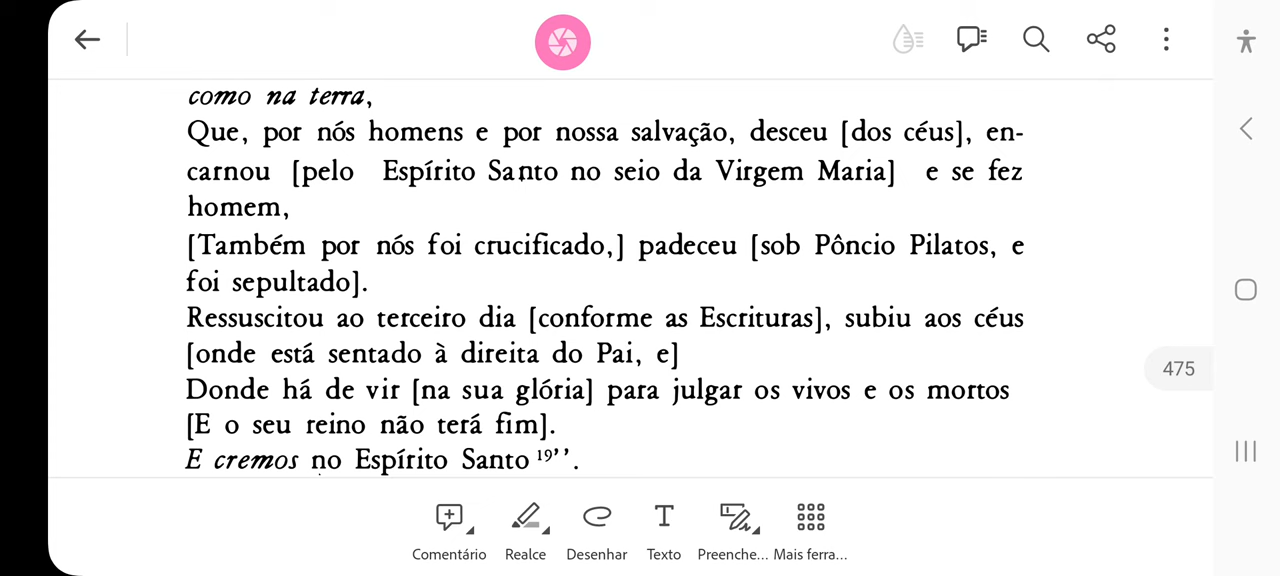 como na terra,
Que, por nós homens e por nossa salvação, desceu [dos céus], en-
carnou [pelo Espírito Santo no seio da Virgem Maria] e se fez
homem,
[Também por nós foi crucificado,] padeceu [sob Pôncio Pilatos, e
foi sepultado].
Ressuscitou ao terceiro dia [conforme as Escrituras], subiu aos céus
[onde está sentado à direita do Pai, e]
475
Donde há de vir [na sua glória] para julgar os vivos e os mortos
[E o seu reino não terá fim].
E cremos no Espírito Santo ¹⁹’’.
Comentário Realce Desenhar Texto Preenche... Mais ferra...